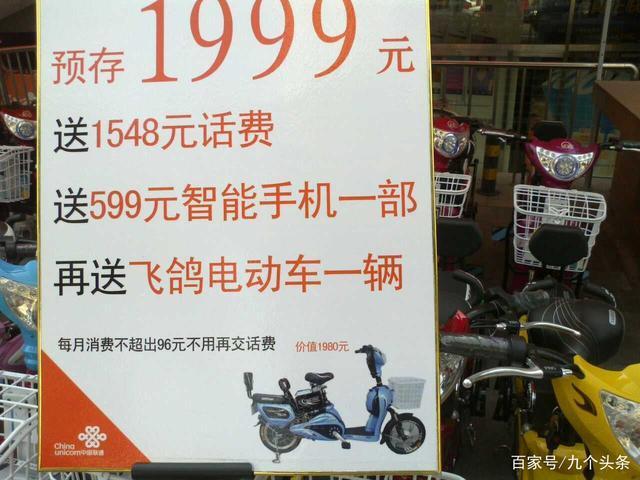 预存1999元
送1548元话费
送599元智能手机一部
再送飞鸽电动车一辆
每月消费不超出96元不用再交话费
价值1980元
China
unicom中国联通
百家号/九个头条